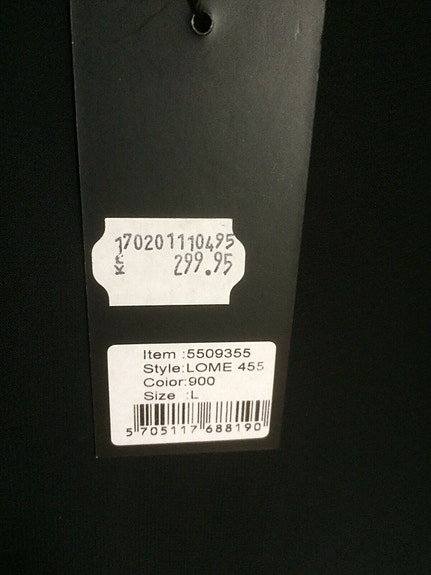 170201110495
Kr. 299.95
Item :5509355
Style:LOME 455
Color:900
Size :L
5 705117 688190